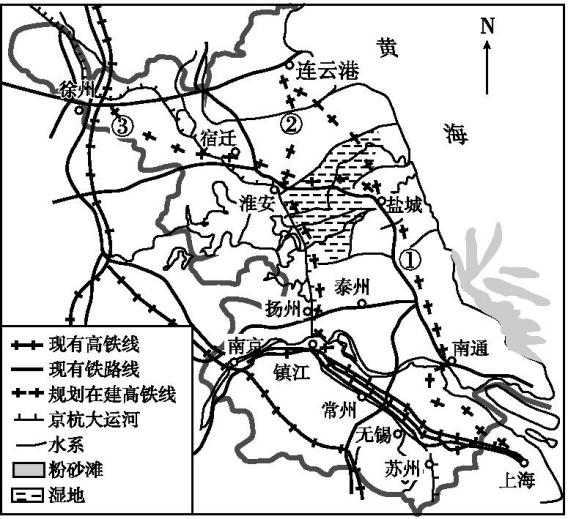 N
黄
海
连云港
徐州
③
②
宿迁
淮安
盐城
①
泰州
扬州
南京
镇江
南通
常州
无锡
苏州
上海
现有高铁线
现有铁路线
规划在建高铁线
京杭大运河
水系
粉砂滩
湿地